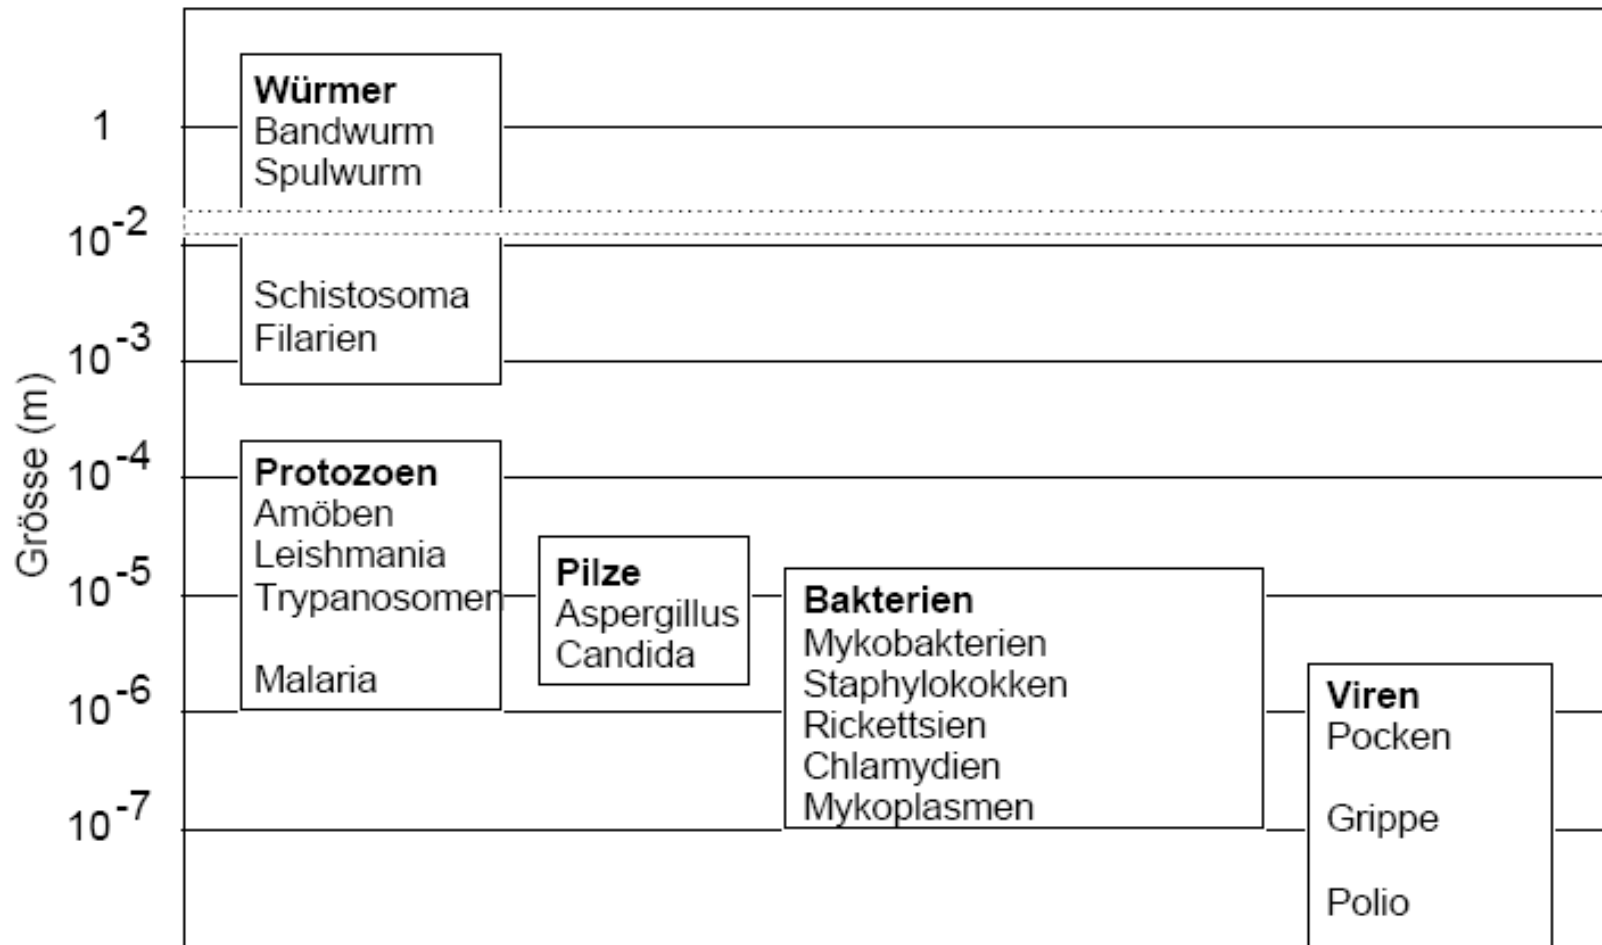 Grösse (m)
1
10-2
10-3
10-4
10-5
10-6
10-7
Würmer
Bandwurm
Spulwurm
Schistosoma
Filarien
Protozoen
Amöben
Leishmania
Trypanosomen
Malaria
Pilze
Aspergillus
Candida
Bakterien
Mykobakterien
Staphylokokken
Rickettsien
Chlamydien
Mykoplasmen
Viren
Pocken
Grippe
Polio